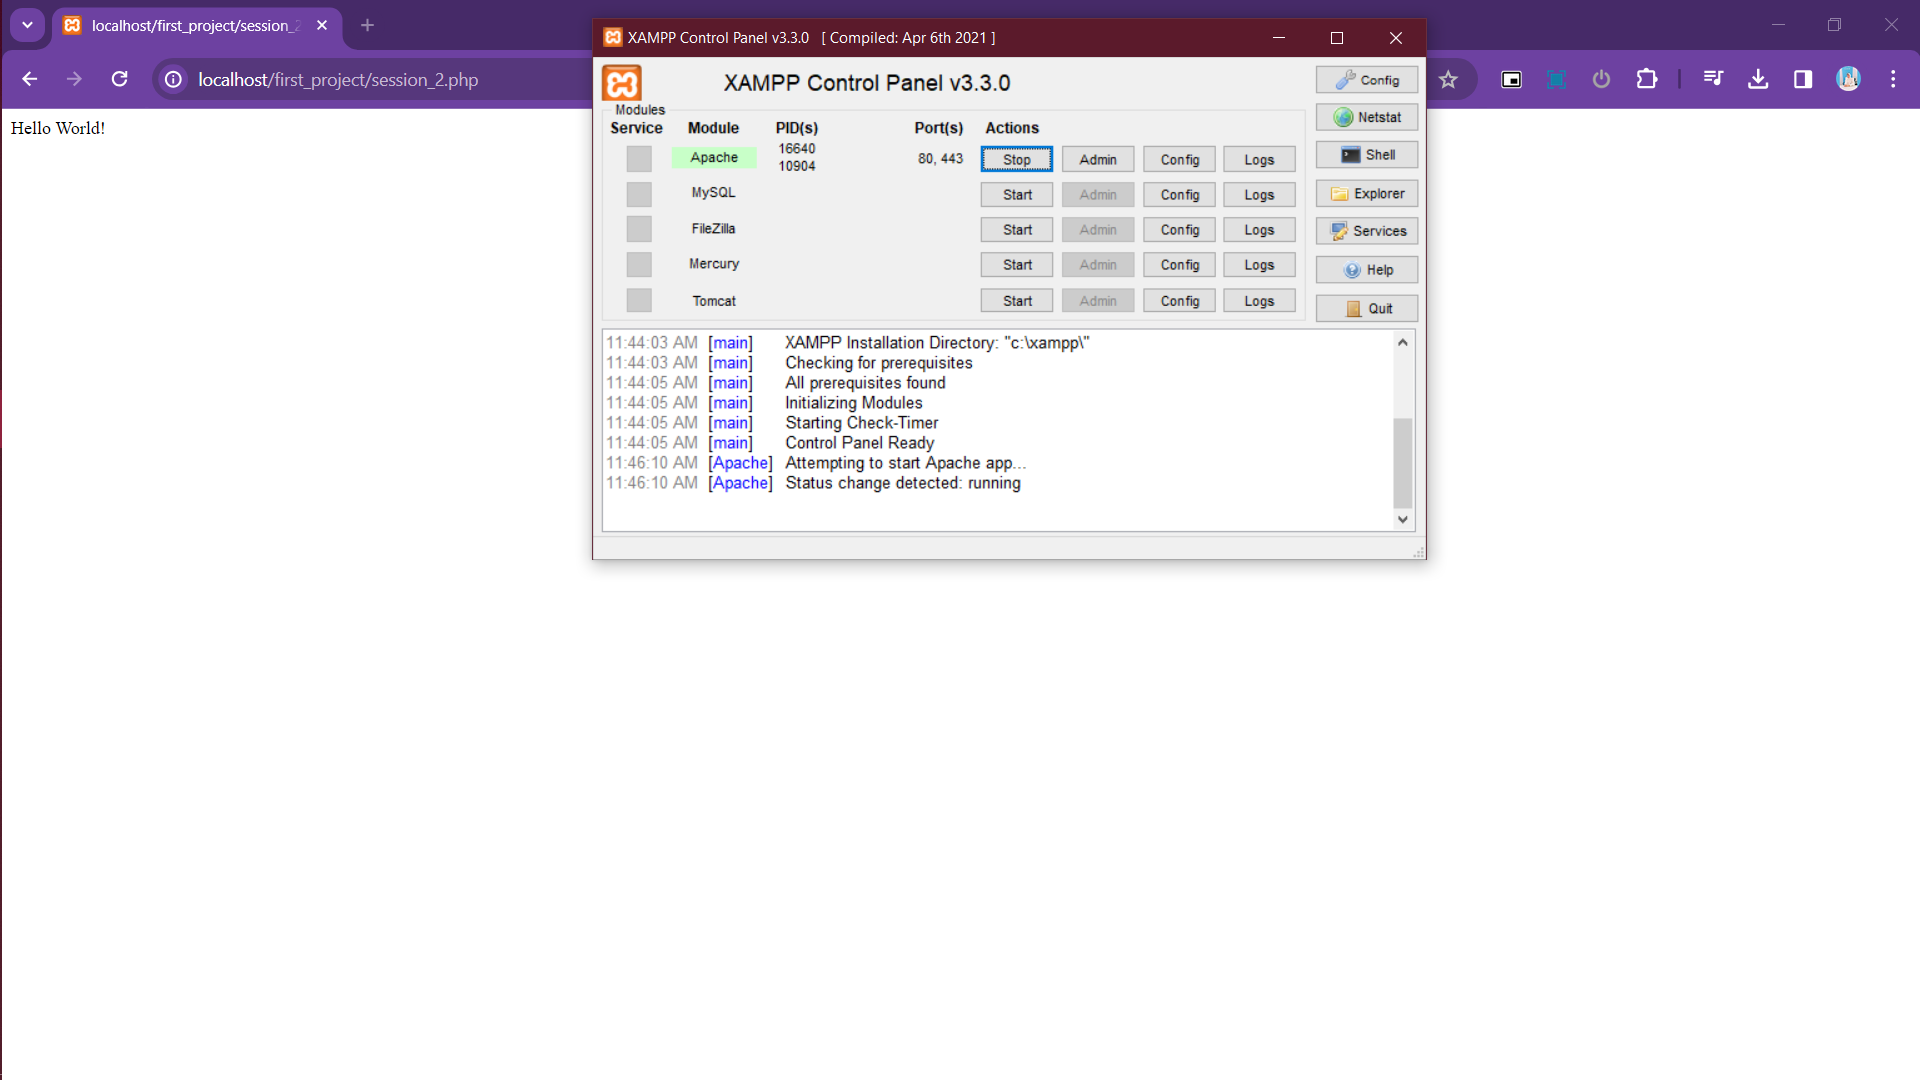 localhost/first_project/session_2
localhost/first_project/session_2.php
Hello World!
XAMPP Control Panel v3.3.0 [ Compiled: Apr 6th 2021 ]
XAMPP Control Panel v3.3.0
Config
Netstat
Shell
Explorer
Services
Help
Quit
Modules
Service Module PID(s) Port(s) Actions
Apache 16640 10904 80, 443 Stop Admin Config Logs
MySQL Start Admin Config Logs
FileZilla Start Admin Config Logs
Mercury Start Admin Config Logs
Tomcat Start Admin Config Logs
11:44:03 AM [main] XAMPP Installation Directory: "c:\xampp\"
11:44:03 AM [main] Checking for prerequisites
11:44:05 AM [main] All prerequisites found
11:44:05 AM [main] Initializing Modules
11:44:05 AM [main] Starting Check-Timer
11:44:05 AM [main] Control Panel Ready
11:46:10 AM [Apache] Attempting to start Apache app...
11:46:10 AM [Apache] Status change detected: running